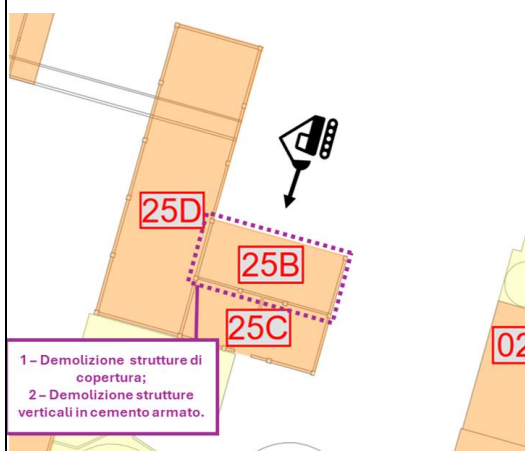 25D
25B
25C
02
1 – Demolizione strutture di
copertura;
2 – Demolizione strutture
verticali in cemento armato.